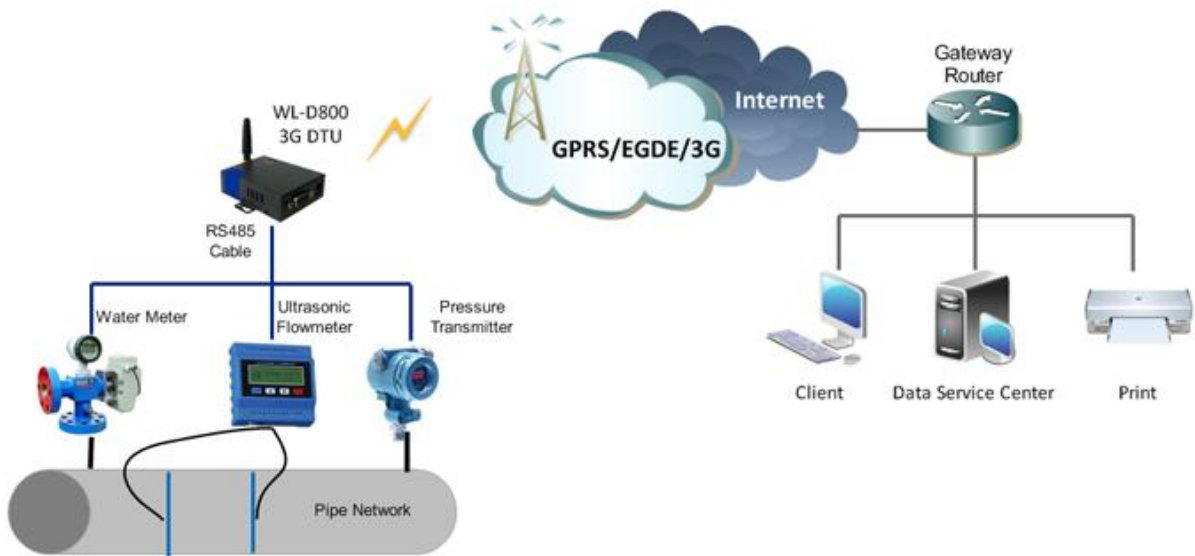 WL-D800
3G DTU
RS485
Cable
Water Meter
Ultrasonic
Flowmeter
Pressure
Transmitter
Pipe Network
GPRS/EGDE/3G
Internet
Gateway
Router
Client
Data Service Center
Print